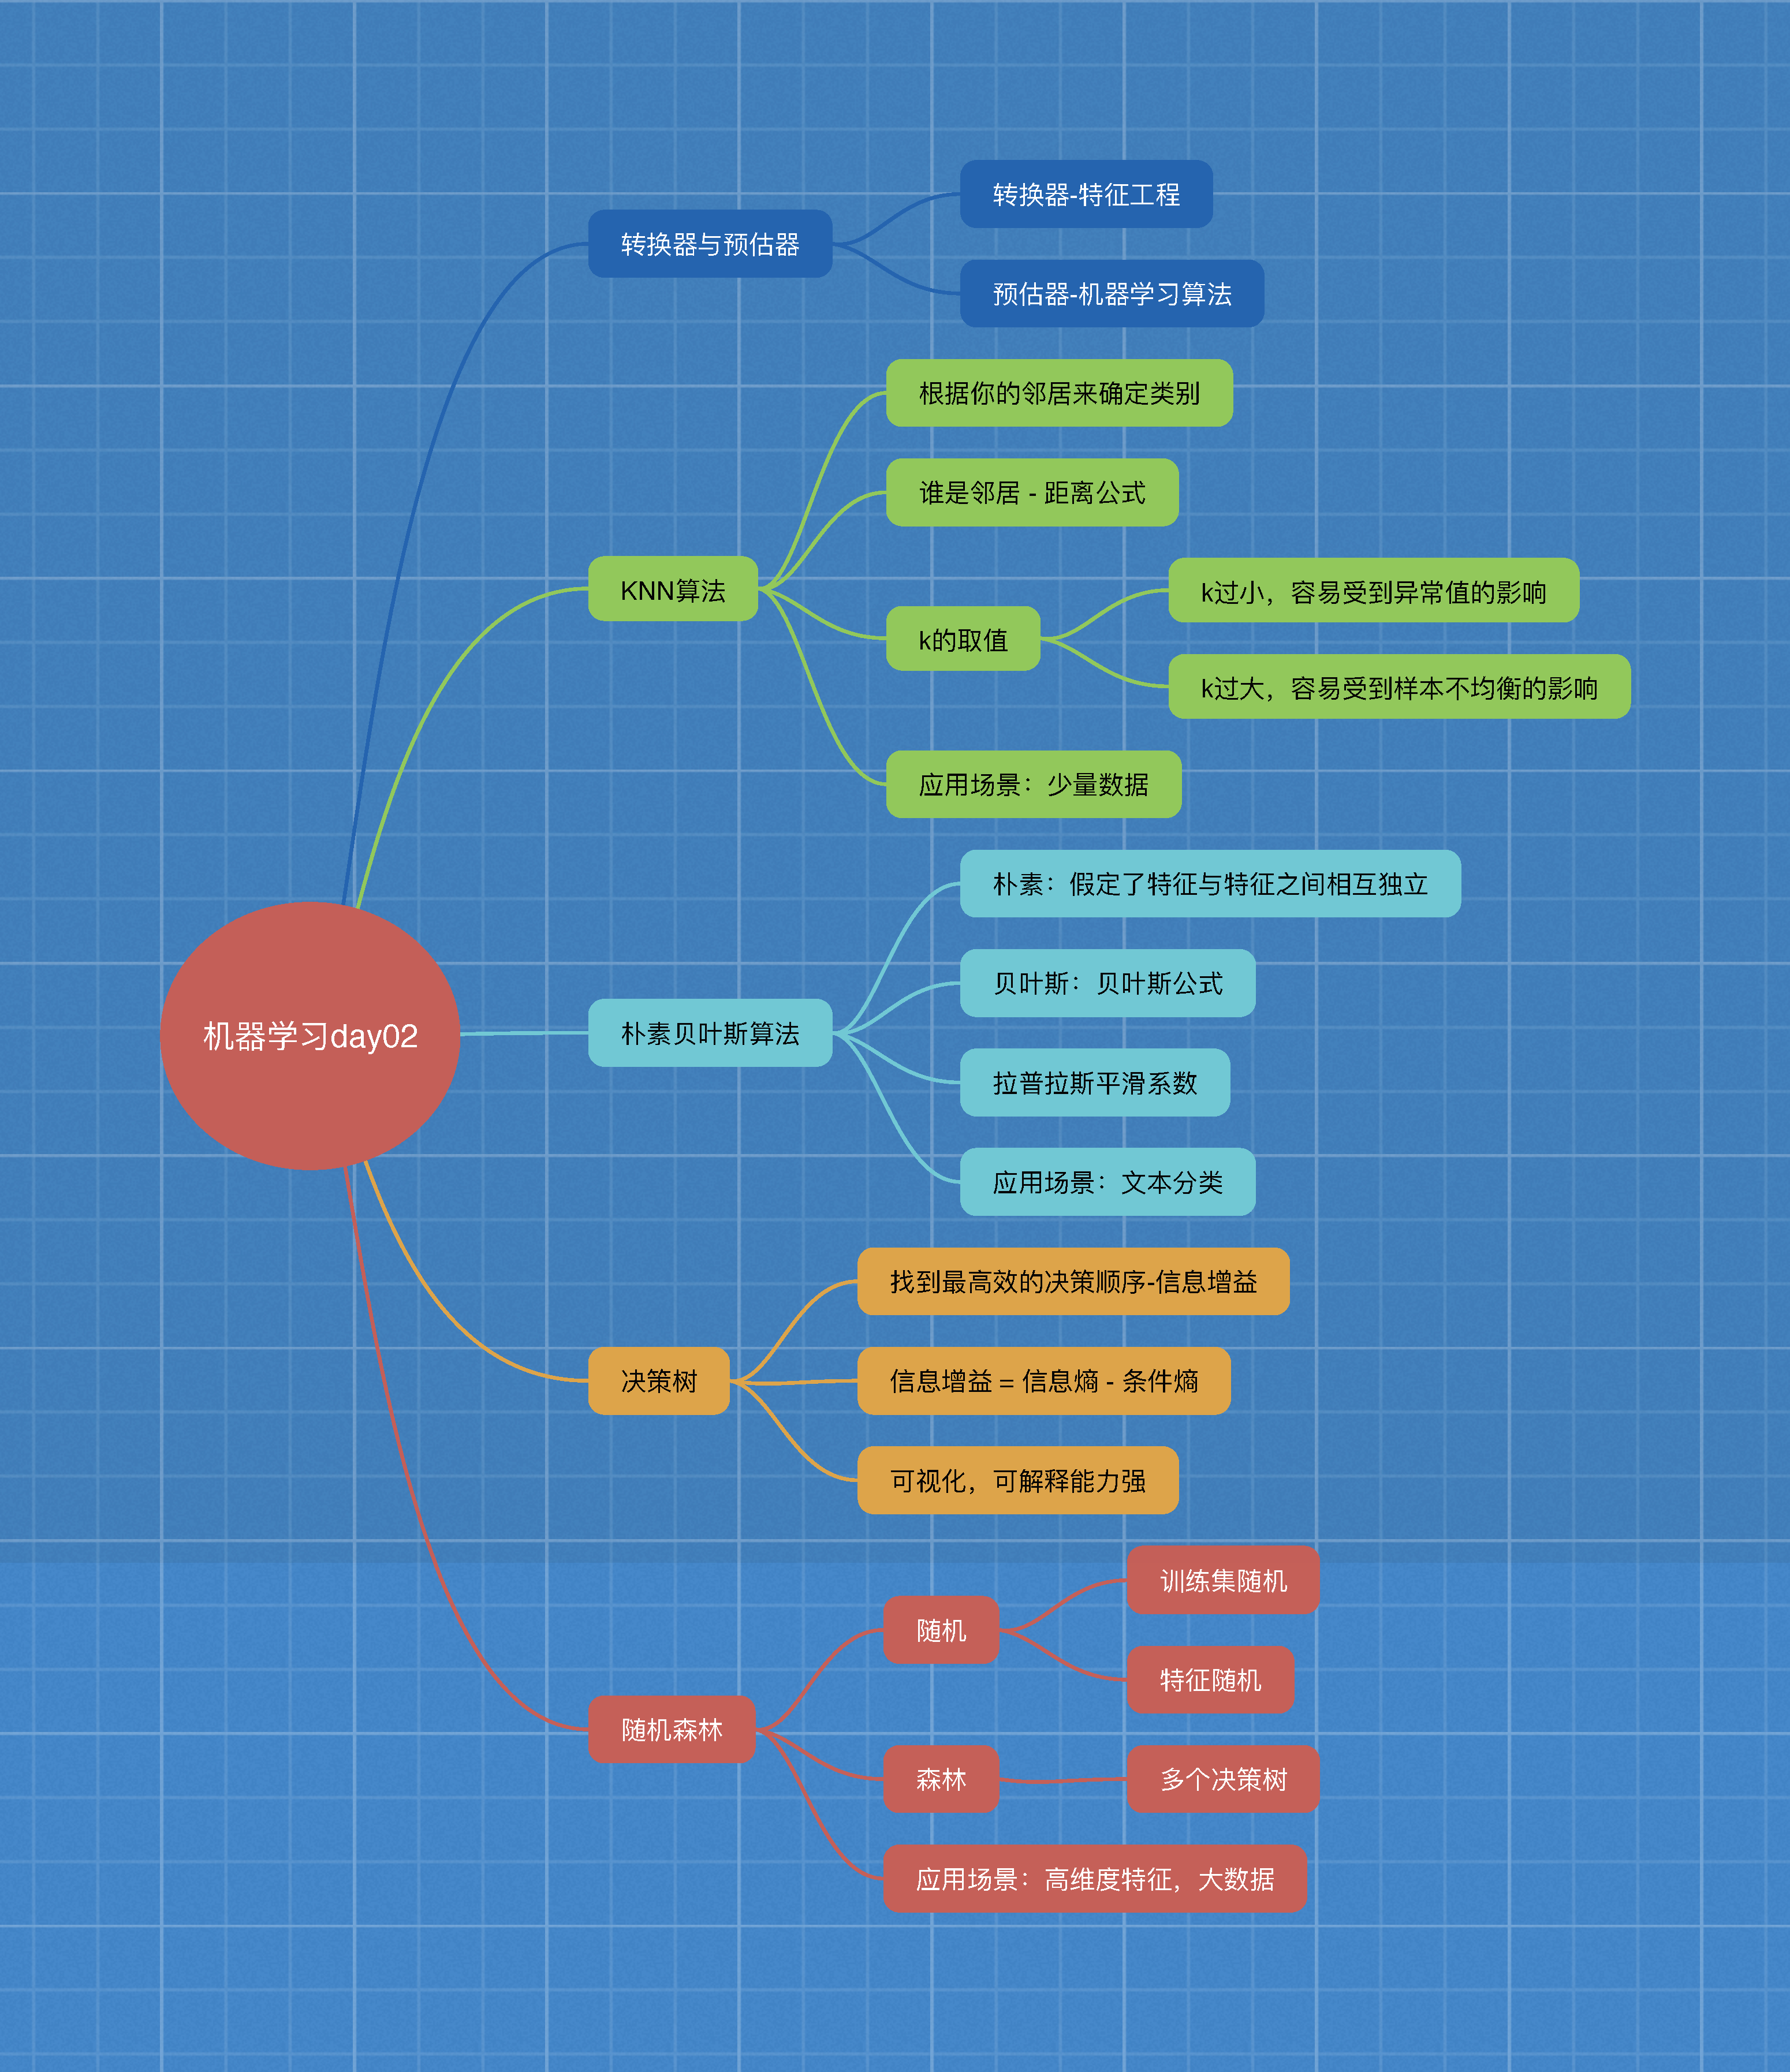 转换器-特征工程
转换器与预估器
预估器-机器学习算法
根据你的邻居来确定类别
谁是邻居 - 距离公式
KNN算法
k的取值
k过小，容易受到异常值的影响
k过大，容易受到样本不均衡的影响
应用场景：少量数据
机器学习day02
朴素：假定了特征与特征之间相互独立
贝叶斯：贝叶斯公式
朴素贝叶斯算法
拉普拉斯平滑系数
应用场景：文本分类
找到最高效的决策顺序-信息增益
决策树
信息增益 = 信息熵 - 条件熵
可视化，可解释能力强
训练集随机
随机
特征随机
随机森林
森林
多个决策树
应用场景：高维度特征，大数据